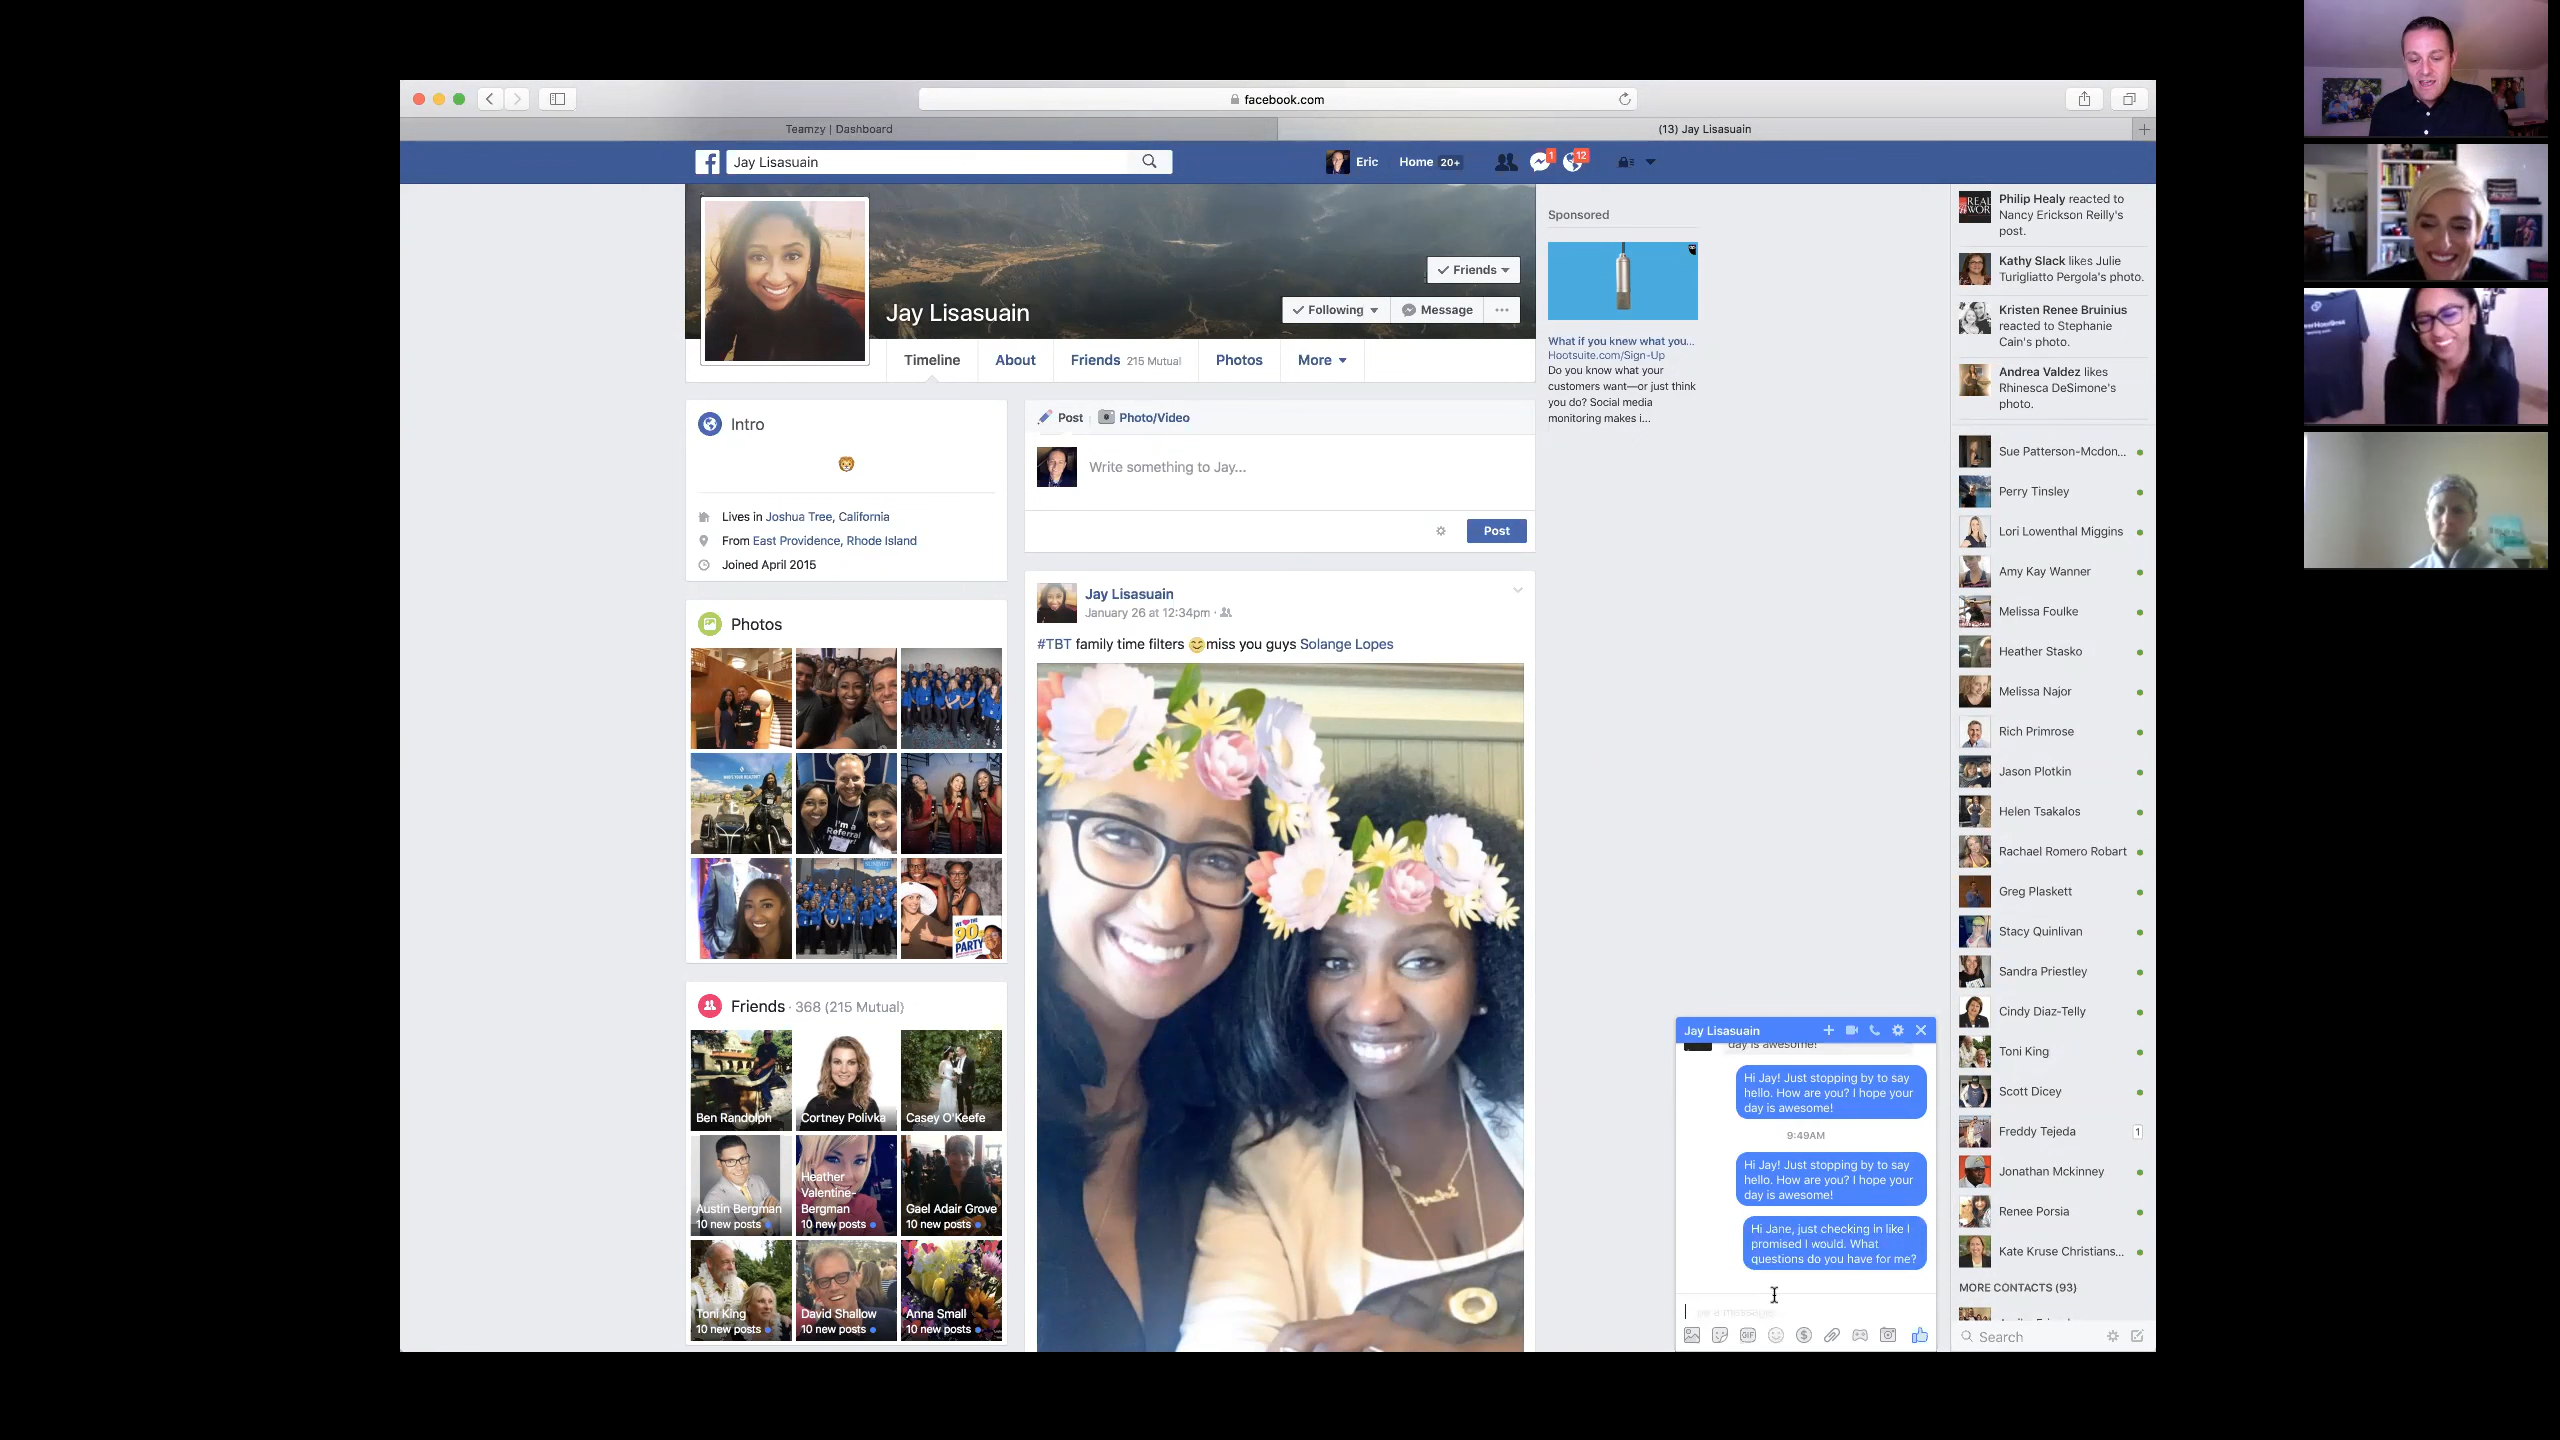 facebook.com
Teamzy | Dashboard
(13) Jay Lisasuain
Jay Lisasuain
Eric
Home 20+
1
12
Jay Lisasuain
Friends
Following
Message
Timeline
About
Friends 215 Mutual
Photos
More
Intro
Lives in Joshua Tree, California
From East Providence, Rhode Island
Joined April 2015
Photos
I'm a
Referral
WE THE
90s
PARTY
Friends · 368 (215 Mutual)
Ben Randolph
Cortney Polivka
Casey O'Keefe
Austin Bergman
10 new posts
Heather
Valentine-
Bergman
10 new posts
Gael Adair Grove
10 new posts
Toni King
10 new posts
David Shallow
10 new posts
Anna Small
10 new posts
Post
Photo/Video
Write something to Jay...
Post
Jay Lisasuain
January 26 at 12:34pm ·
#TBT family time filters miss you guys Solange Lopes
Sponsored
What if you knew what you...
Hootsuite.com/Sign-Up
Do you know what your
customers want—or just think
you do? Social media
monitoring makes i...
Philip Healy reacted to
Nancy Erickson Reilly's
post.
Kathy Slack likes Julie
Turigliatto Pergola's photo.
Kristen Renee Bruinius
reacted to Stephanie
Cain's photo.
Andrea Valdez likes
Rhinesca DeSimone's
photo.
Sue Patterson-Mcdon...
Perry Tinsley
Lori Lowenthal Miggins
Amy Kay Wanner
Melissa Foulke
Heather Stasko
Melissa Najor
Rich Primrose
Jason Plotkin
Helen Tsakalos
Rachael Romero Robart
Greg Plaskett
Stacy Quinlivan
Sandra Priestley
Cindy Diaz-Telly
Toni King
Scott Dicey
Freddy Tejeda
1
Jonathan Mckinney
Renee Porsia
Kate Kruse Christians...
MORE CONTACTS (93)
Search
Jay Lisasuain
day is awesome!
Hi Jay! Just stopping by to say
hello. How are you? I hope your
day is awesome!
9:49AM
Hi Jay! Just stopping by to say
hello. How are you? I hope your
day is awesome!
Hi Jane, just checking in like I
promised I would. What
questions do you have for me?
GIF